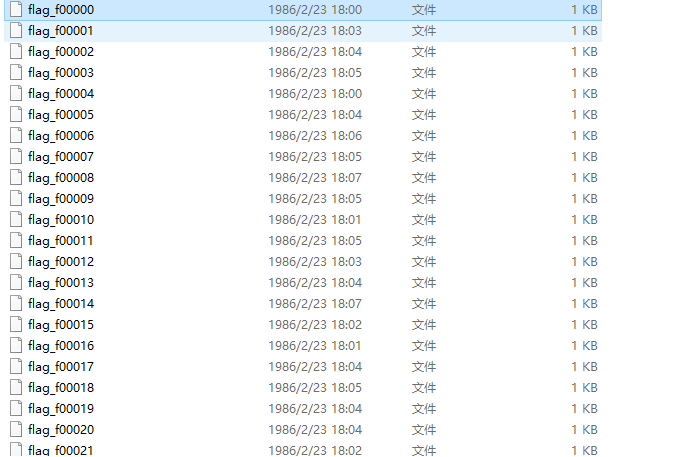 flag_f00000 1986/2/23 18:00 文件 1 KB
flag_f00001 1986/2/23 18:03 文件 1 KB
flag_f00002 1986/2/23 18:04 文件 1 KB
flag_f00003 1986/2/23 18:05 文件 1 KB
flag_f00004 1986/2/23 18:00 文件 1 KB
flag_f00005 1986/2/23 18:04 文件 1 KB
flag_f00006 1986/2/23 18:06 文件 1 KB
flag_f00007 1986/2/23 18:05 文件 1 KB
flag_f00008 1986/2/23 18:07 文件 1 KB
flag_f00009 1986/2/23 18:05 文件 1 KB
flag_f00010 1986/2/23 18:01 文件 1 KB
flag_f00011 1986/2/23 18:05 文件 1 KB
flag_f00012 1986/2/23 18:03 文件 1 KB
flag_f00013 1986/2/23 18:04 文件 1 KB
flag_f00014 1986/2/23 18:07 文件 1 KB
flag_f00015 1986/2/23 18:02 文件 1 KB
flag_f00016 1986/2/23 18:01 文件 1 KB
flag_f00017 1986/2/23 18:04 文件 1 KB
flag_f00018 1986/2/23 18:05 文件 1 KB
flag_f00019 1986/2/23 18:04 文件 1 KB
flag_f00020 1986/2/23 18:04 文件 1 KB
flag_f00021 1986/2/23 18:02 文件 1 KB